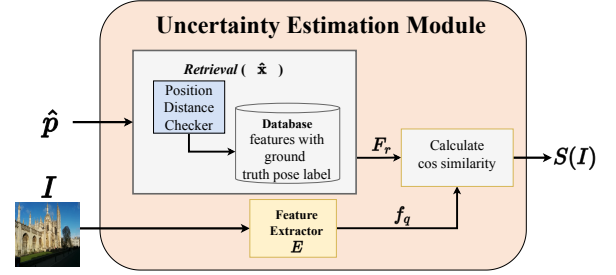 Uncertainty Estimation Module
Retrieval( x̂ )
Position
Distance
Checker
Database
features with
ground
truth pose label
p̂
F_r
Calculate
cos similarity
S(I)
I
Feature
Extractor
E
f_q